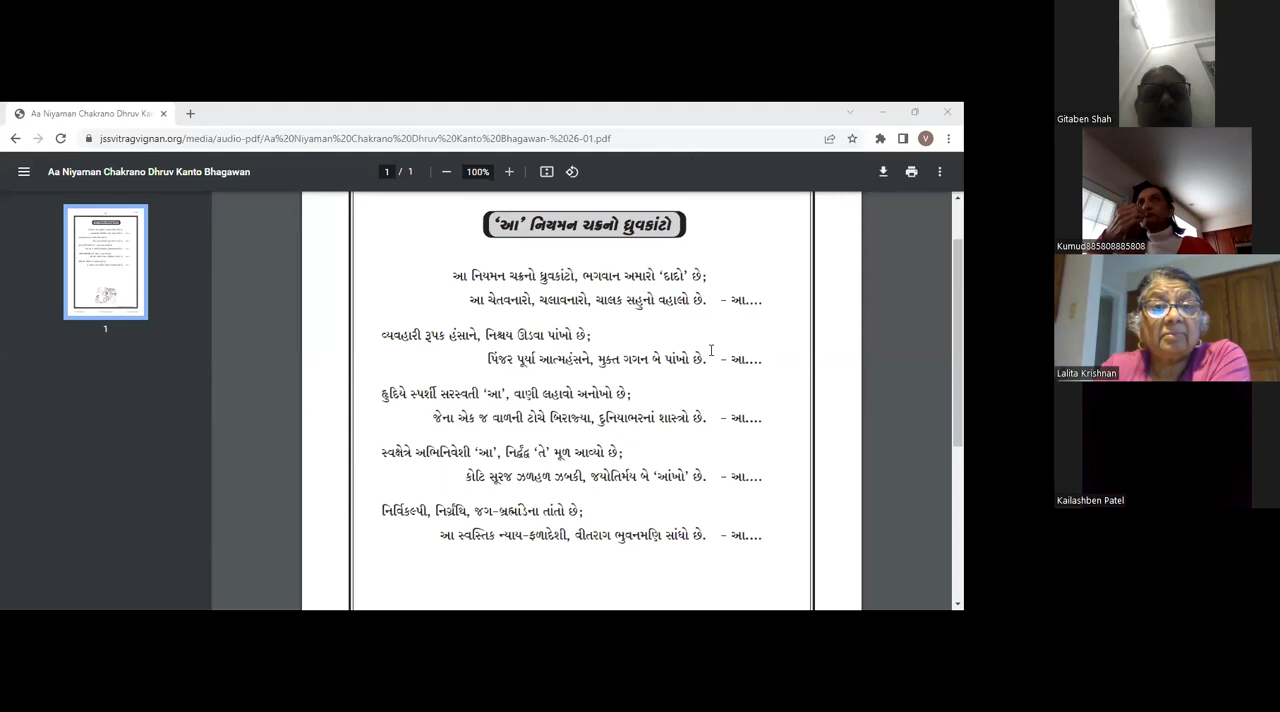 Aa Niyaman Chakrano Dhruv Ka
jssvitragvignan.org/media/audio-pdf/Aa%20Niyaman%20Chakrano%20Dhruv%20Kanto%20Bhagawan-%2026-01.pdf
V
Aa Niyaman Chakrano Dhruv Kanto Bhagawan
1 / 1
100%
1
‘આ’ નિયમન ચક્રનો ધ્રુવકાંટો
આ નિયમન ચક્રનો ધ્રુવકાંટો, ભગવાન અમારો ‘દાદો’ છે;
આ ચેતવનારો, ચલાવનારો, ચાલક સહુનો વહાલો છે. - આ....
વ્યવહારી રૂપક હંસાને, નિશ્ચય ઊડવા પાંખો છે;
પિંજર પૂર્યા આત્મહંસને, મુક્ત ગગન બે પાંખો છે. - આ....
હૃદિયે સ્પર્શી સરસ્વતી ‘આ’, વાણી લહાવો અનોખો છે;
જેના એક જ વાળની ટોચે બિરાજ્યા, દુનિયાભરનાં શાસ્ત્રો છે. - આ....
સ્વક્ષેત્રે અભિનિવેશી ‘આ’, નિર્દ્વંદ્વ ‘તે’ મૂળ આવ્યો છે;
કોટિ સૂરજ ઝળહળ ઝબકી, જયોતિર્મય બે ‘આંખો’ છે. - આ....
નિર્વિકલ્પી, નિર્ગ્રંથિ, જગ-બ્રહ્માંડેના તાંતો છે;
આ સ્વસ્તિક ન્યાય-ફળાદેશી, વીતરાગ ભુવનમણિ સાંધો છે. - આ....
Gitaben Shah
Kumud885808885808
Lalita Krishnan
Kailashben Patel